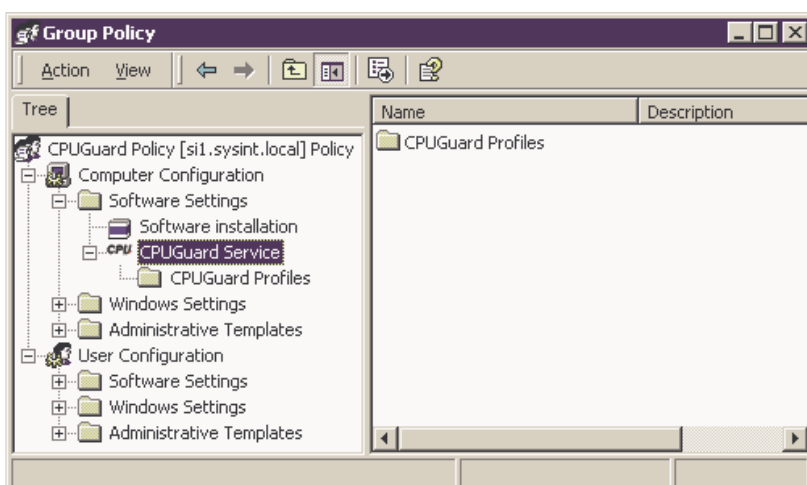 Group Policy
Action View
Tree
Name Description
CPUGuard Policy [si1.sysint.local] Policy
Computer Configuration
Software Settings
Software installation
CPU CPUGuard Service
CPUGuard Profiles
Windows Settings
Administrative Templates
User Configuration
Software Settings
Windows Settings
Administrative Templates
CPUGuard Profiles